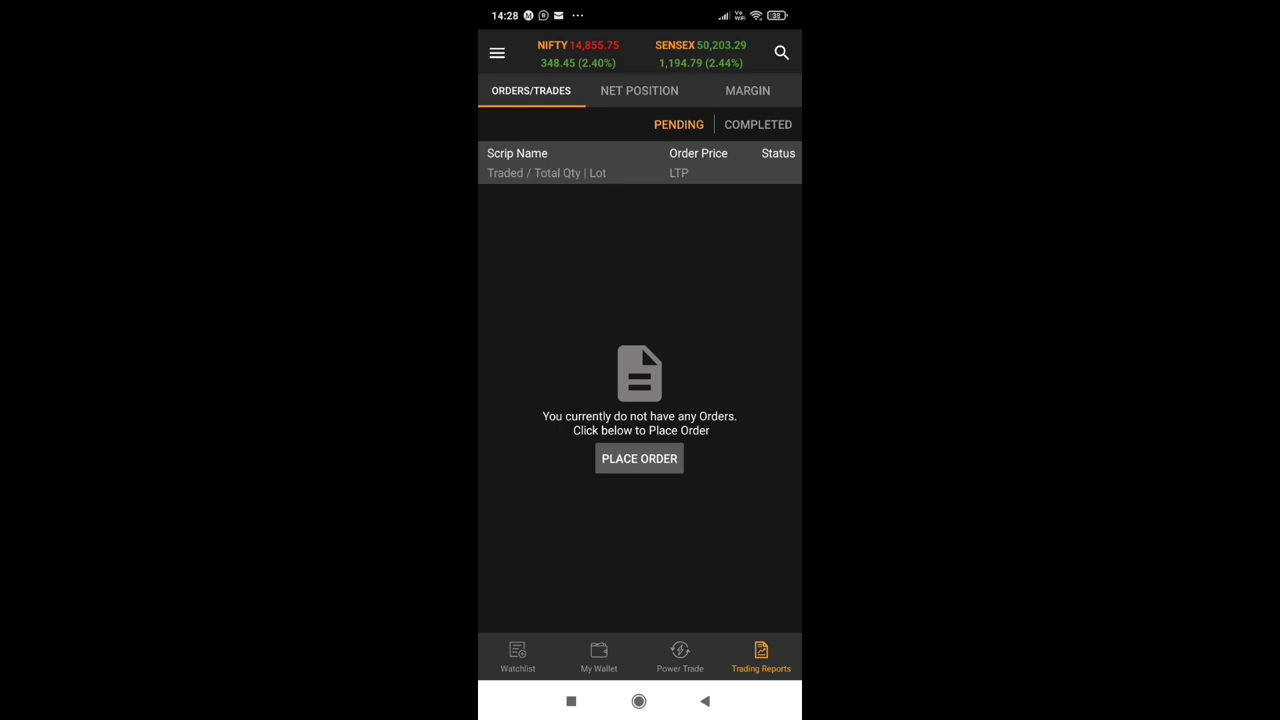 14:28
38
NIFTY 14,855.75
348.45 (2.40%)
SENSEX 50,203.29
1,194.79 (2.44%)
ORDERS/TRADES NET POSITION MARGIN
PENDING COMPLETED
Scrip Name Order Price Status
Traded / Total Qty | Lot LTP
You currently do not have any Orders.
Click below to Place Order
PLACE ORDER
Watchlist My Wallet Power Trade Trading Reports